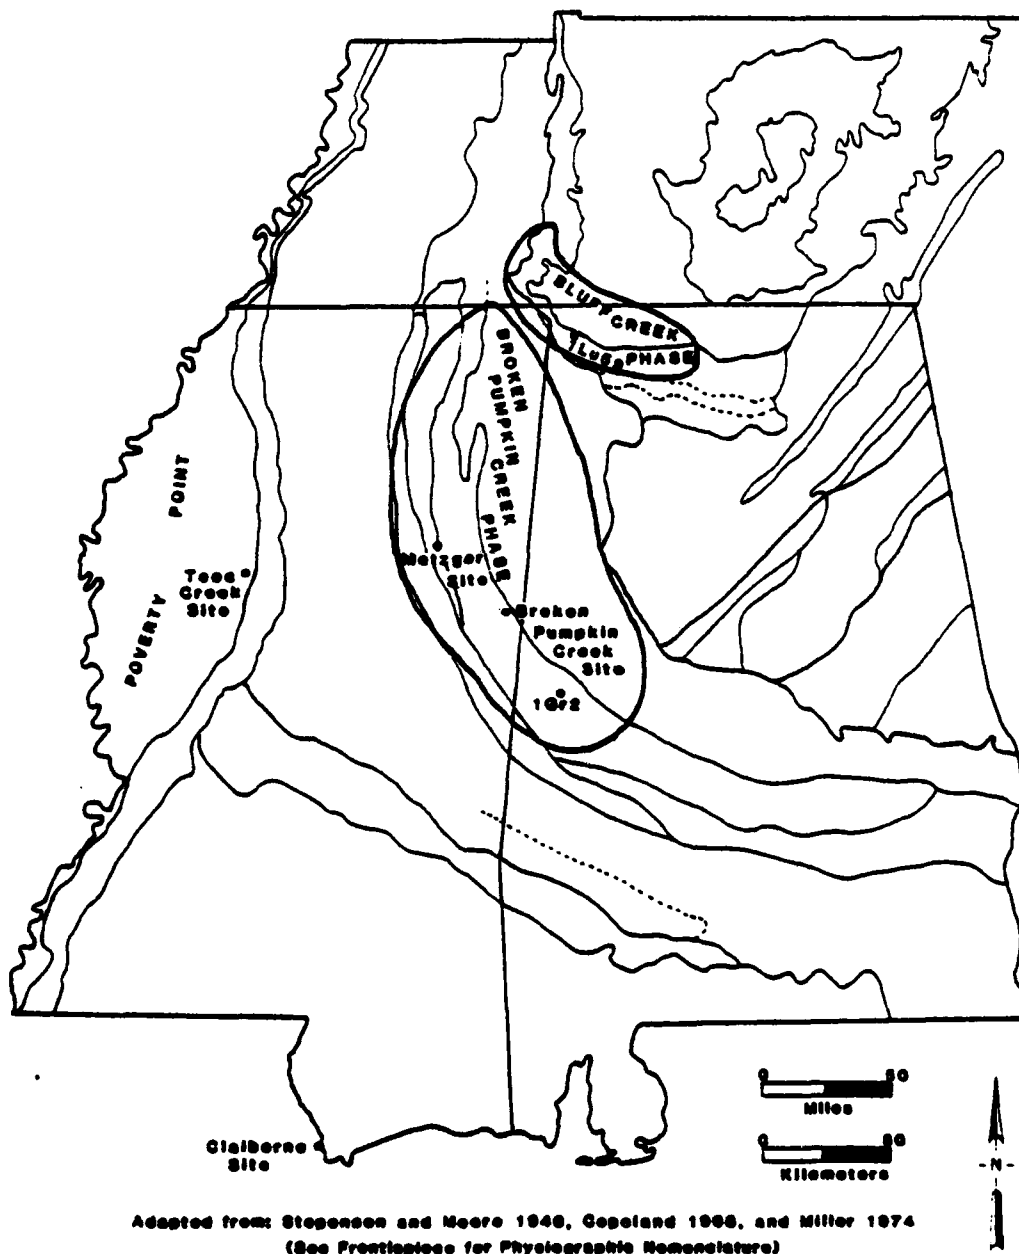 BLUFF CREEK
PHASE
BROKEN PUMPKIN CREEK PHASE
POVERTY POINT
Metzger
Site
Teoc
Creek
Site
Broken
Pumpkin
Creek
Site
1Gr2
0 50
Miles
0 80
Kilometers
-N-
Claiborne
Site
Adapted from: Stephenson and Moore 1940, Copeland 1968, and Miller 1974
(See Frontispiece for Physiographic Nomenclature)